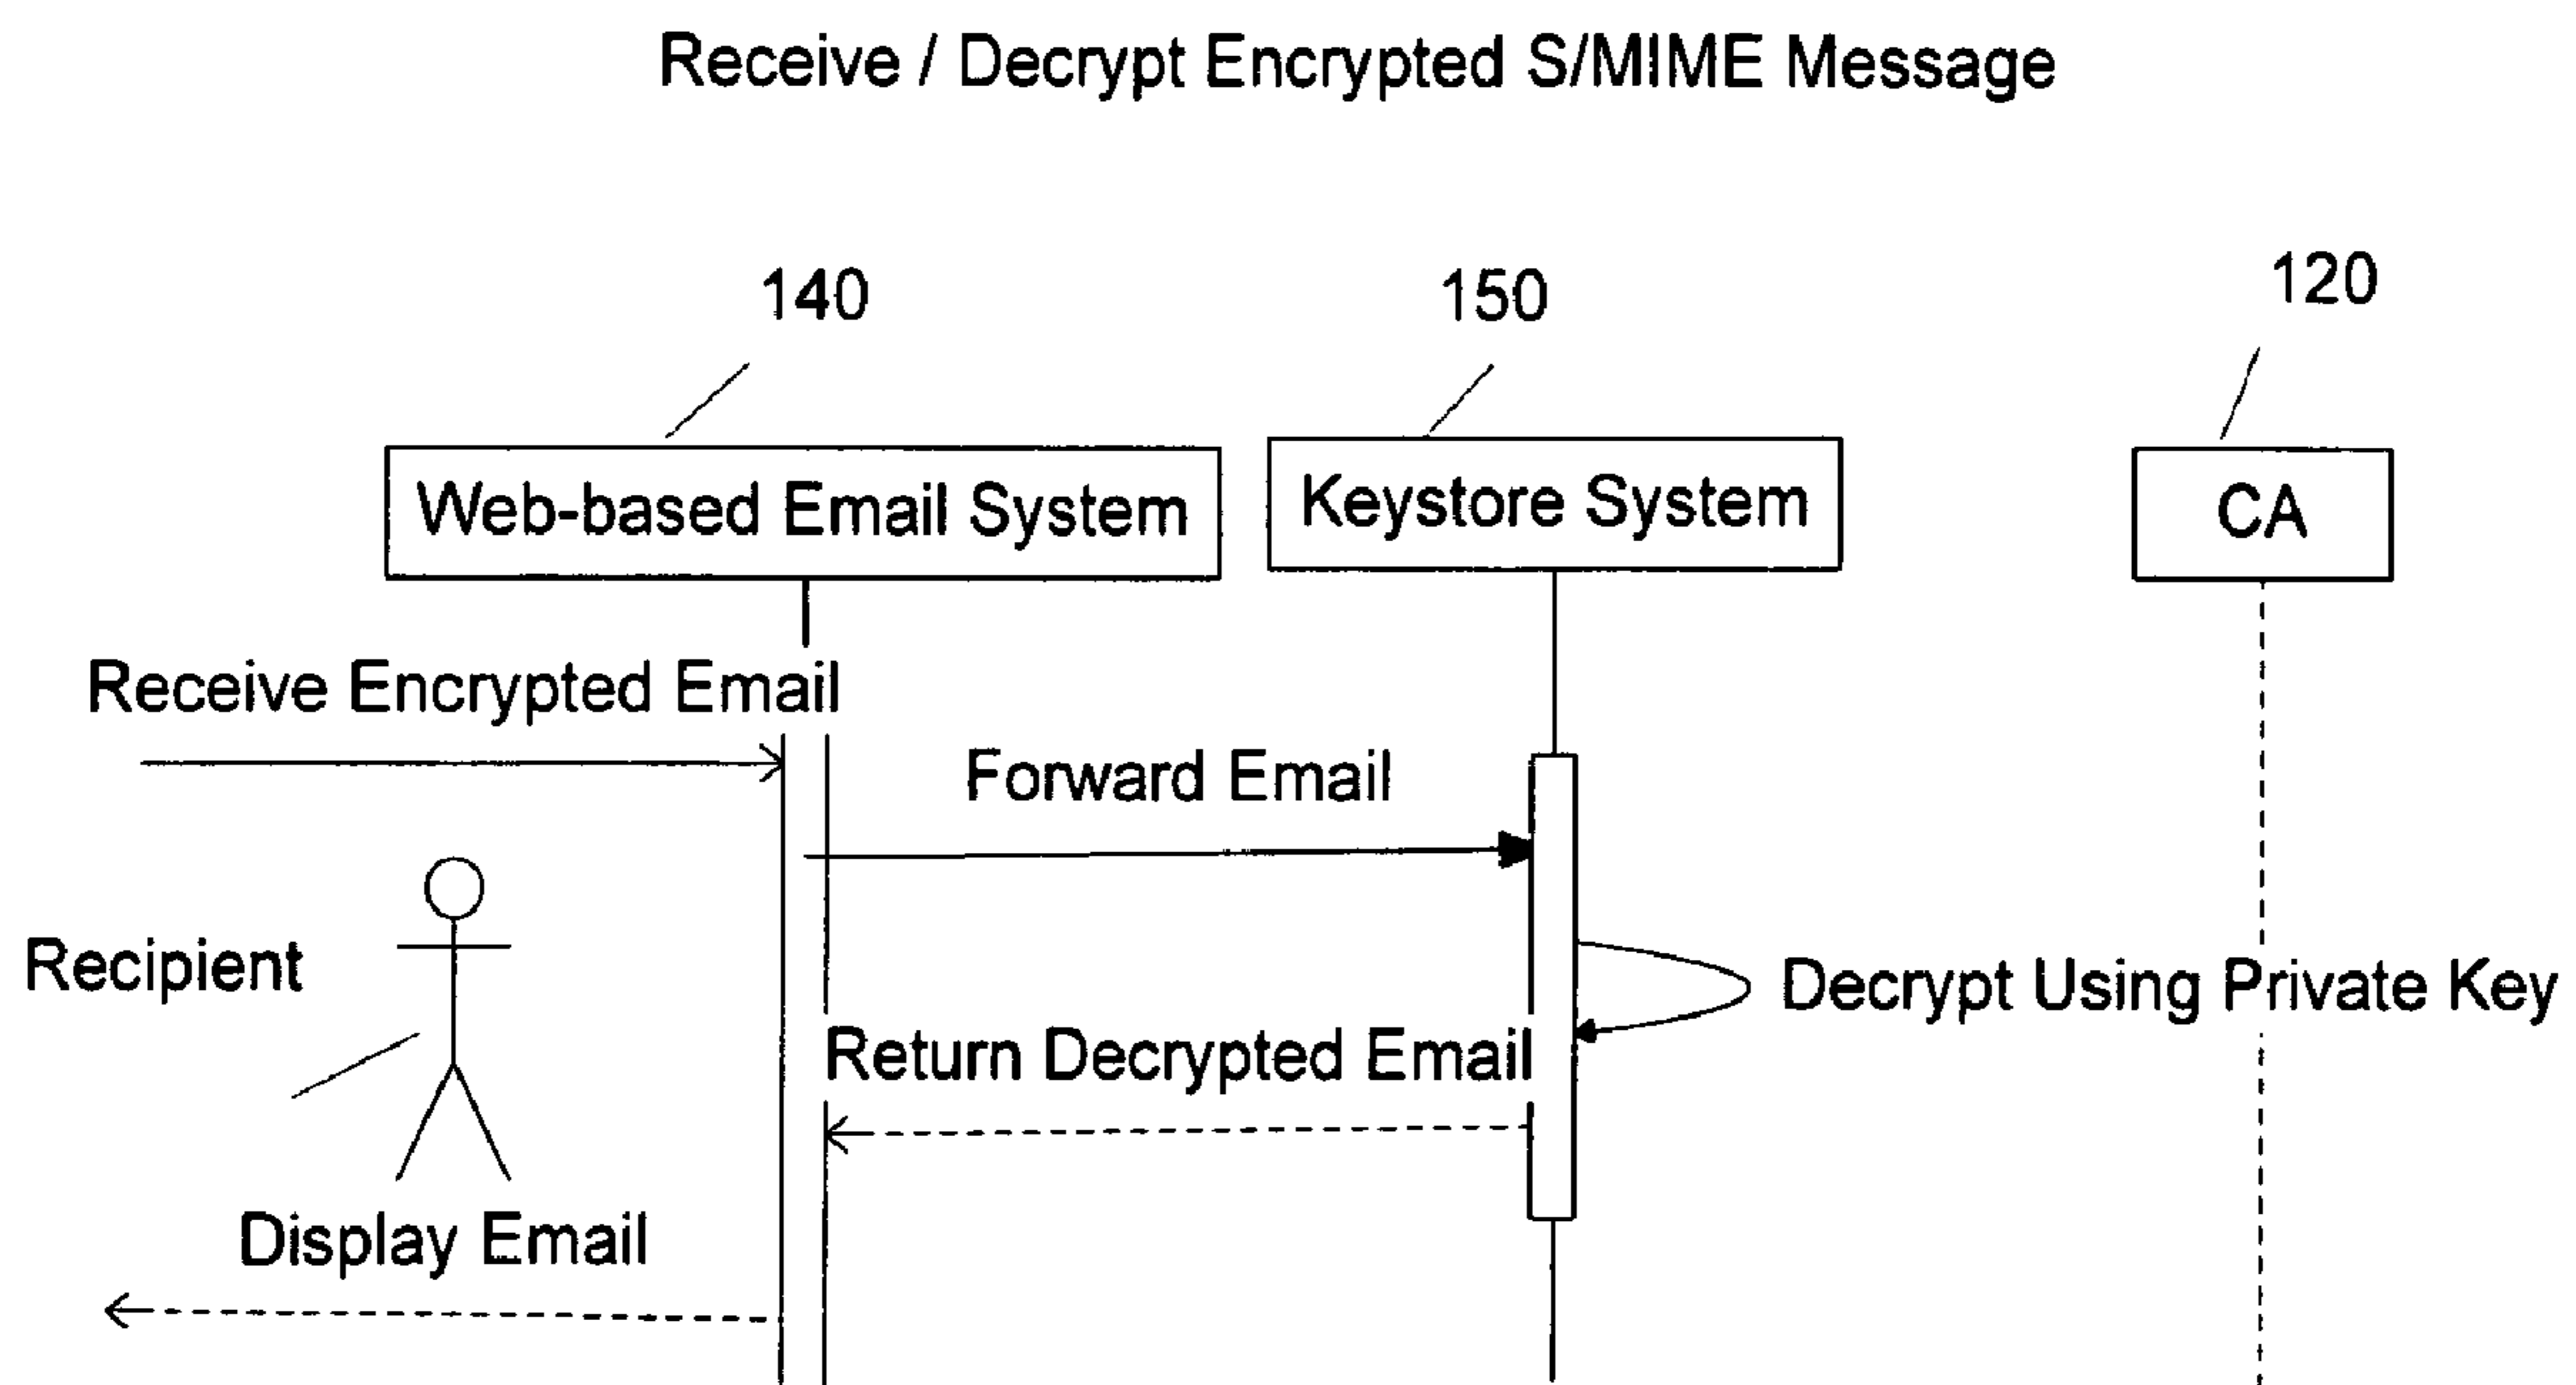 Receive / Decrypt Encrypted S/MIME Message
140
150
120
Web-based Email System
Keystore System
CA
Receive Encrypted Email
Forward Email
Recipient
Decrypt Using Private Key
Return Decrypted Email
Display Email